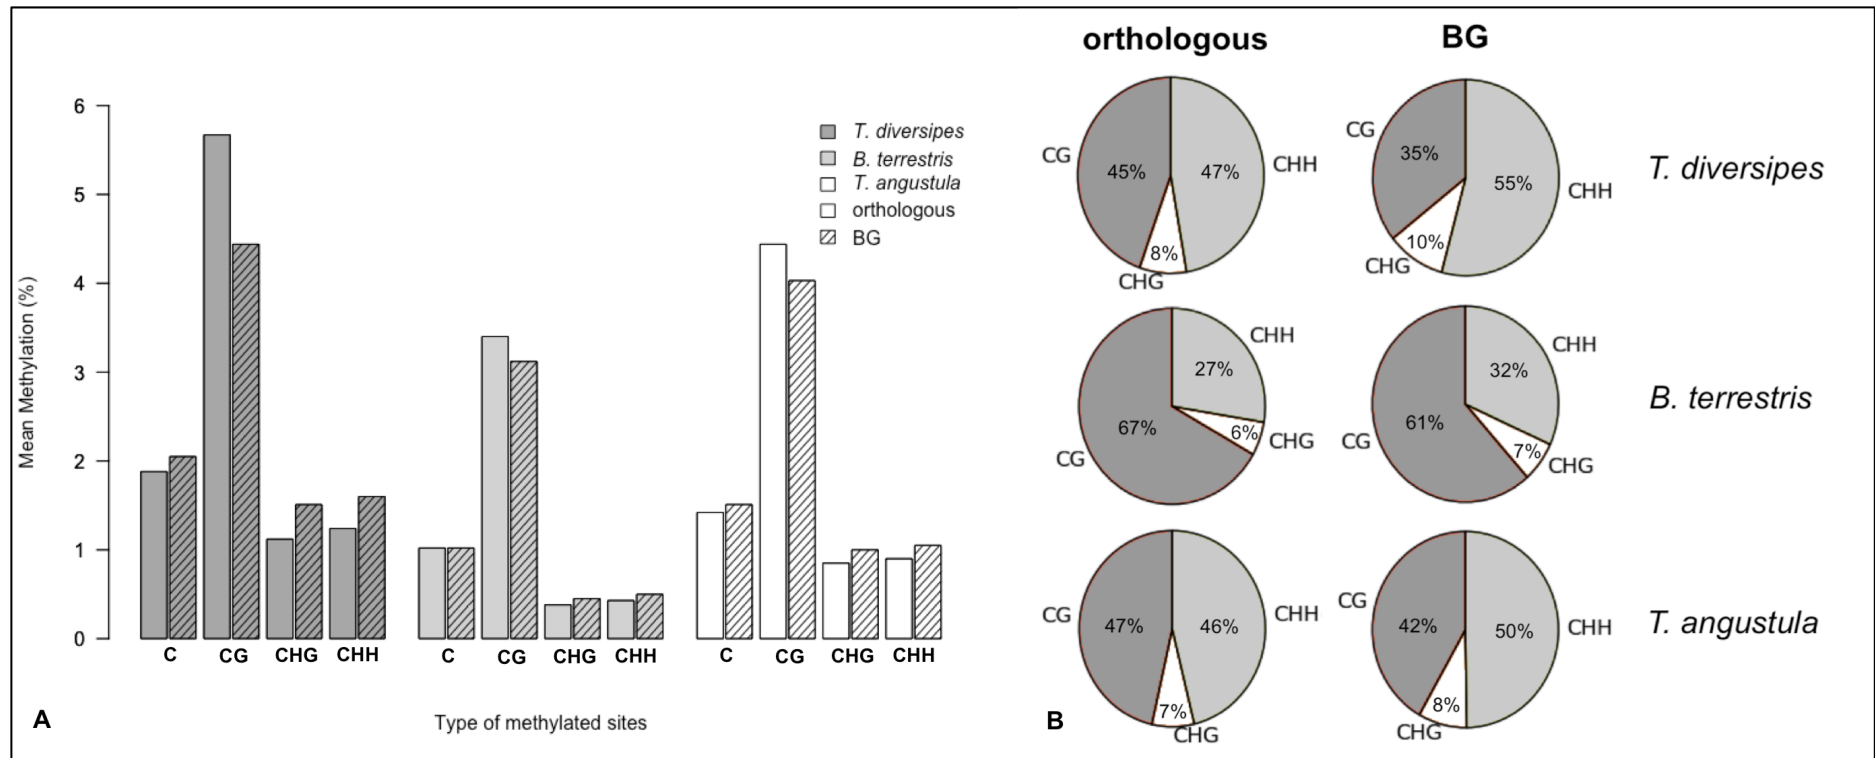 6
5
4
3
2
1
0
Mean Methylation (%)
T. diversipes
B. terrestris
T. angustula
orthologous
BG
C CG CHG CHH C CG CHG CHH C CG CHG CHH
Type of methylated sites
A
orthologous BG
CG 45% 47% CHH
8%
CHG
CG 35% 55% CHH
10%
CHG
T. diversipes
CHH
27%
67% 6% CHG
CG
CHH
32%
61%
CG 7% CHG
B. terrestris
CG 47% 46% CHH
7%
CHG
CG 42% 50% CHH
8%
CHG
T. angustula
B